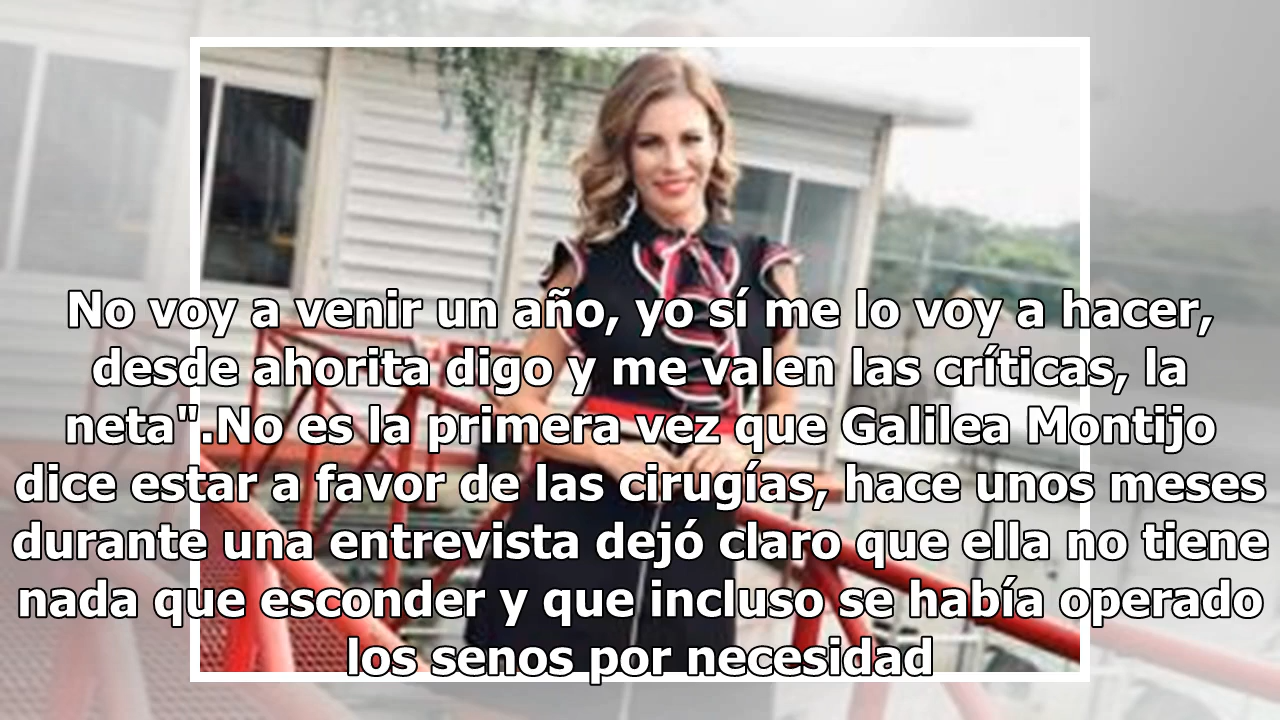 No voy a venir un año, yo sí me lo voy a hacer,
desde ahorita digo y me valen las críticas, la
neta".No es la primera vez que Galilea Montijo
dice estar a favor de las cirugías, hace unos meses
durante una entrevista dejó claro que ella no tiene
nada que esconder y que incluso se había operado
los senos por necesidad